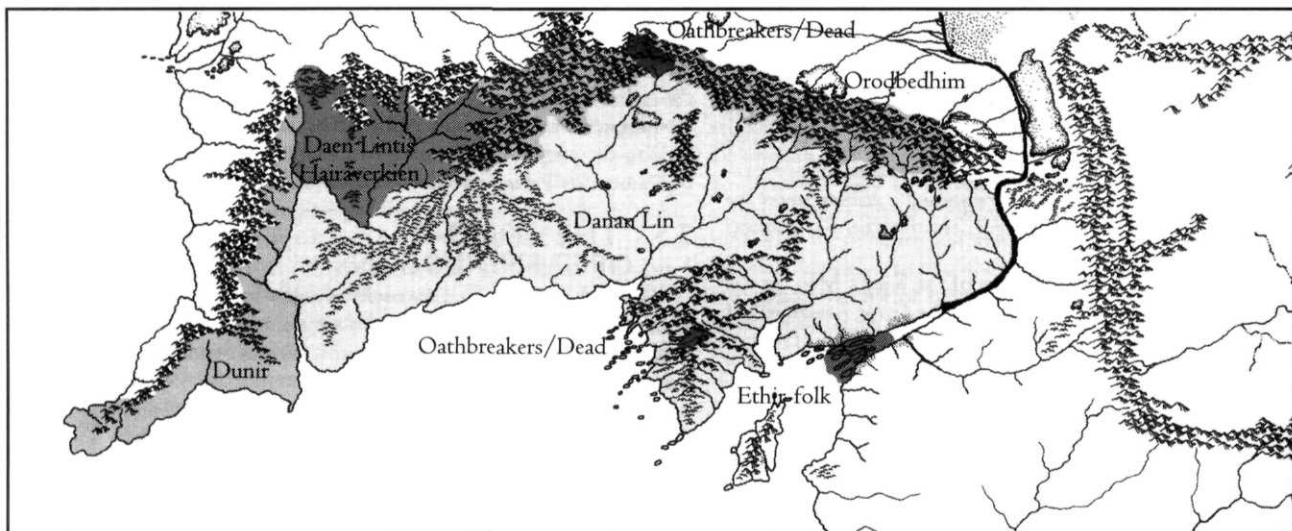 Oathbreakers/Dead
Orodbedhim
Daen Lintis
(Hairaverkien)
Danan Lin
Oathbreakers/Dead
Dunir
Ethir-folk